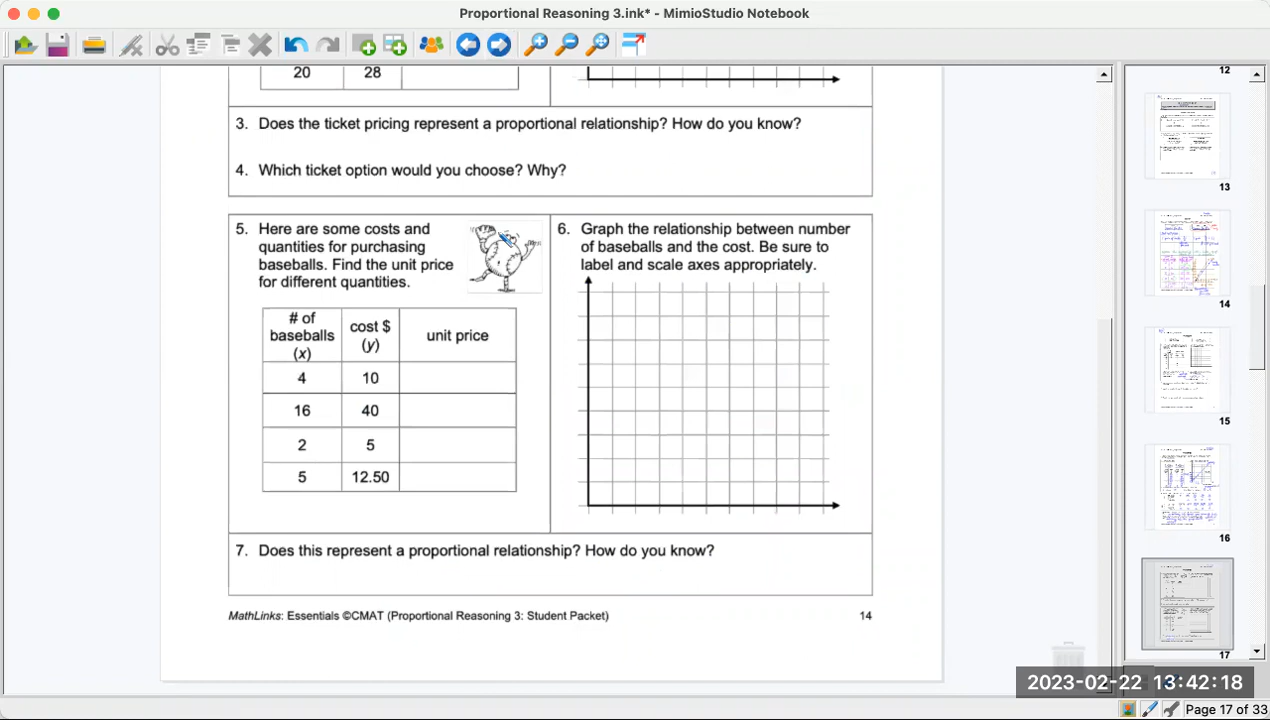 Proportional Reasoning 3.ink* - MimioStudio Notebook
20 28
3. Does the ticket pricing represent a proportional relationship? How do you know?
4. Which ticket option would you choose? Why?
5. Here are some costs and
quantities for purchasing
baseballs. Find the unit price
for different quantities.
# of
baseballs
(x)
cost $
(y)
unit price
4 10
16 40
2 5
5 12.50
6. Graph the relationship between number
of baseballs and the cost. Be sure to
label and scale axes appropriately.
7. Does this represent a proportional relationship? How do you know?
MathLinks: Essentials ©CMAT (Proportional Reasoning 3: Student Packet) 14
12
13
14
15
16
17
2023-02-22 13:42:18
Page 17 of 33